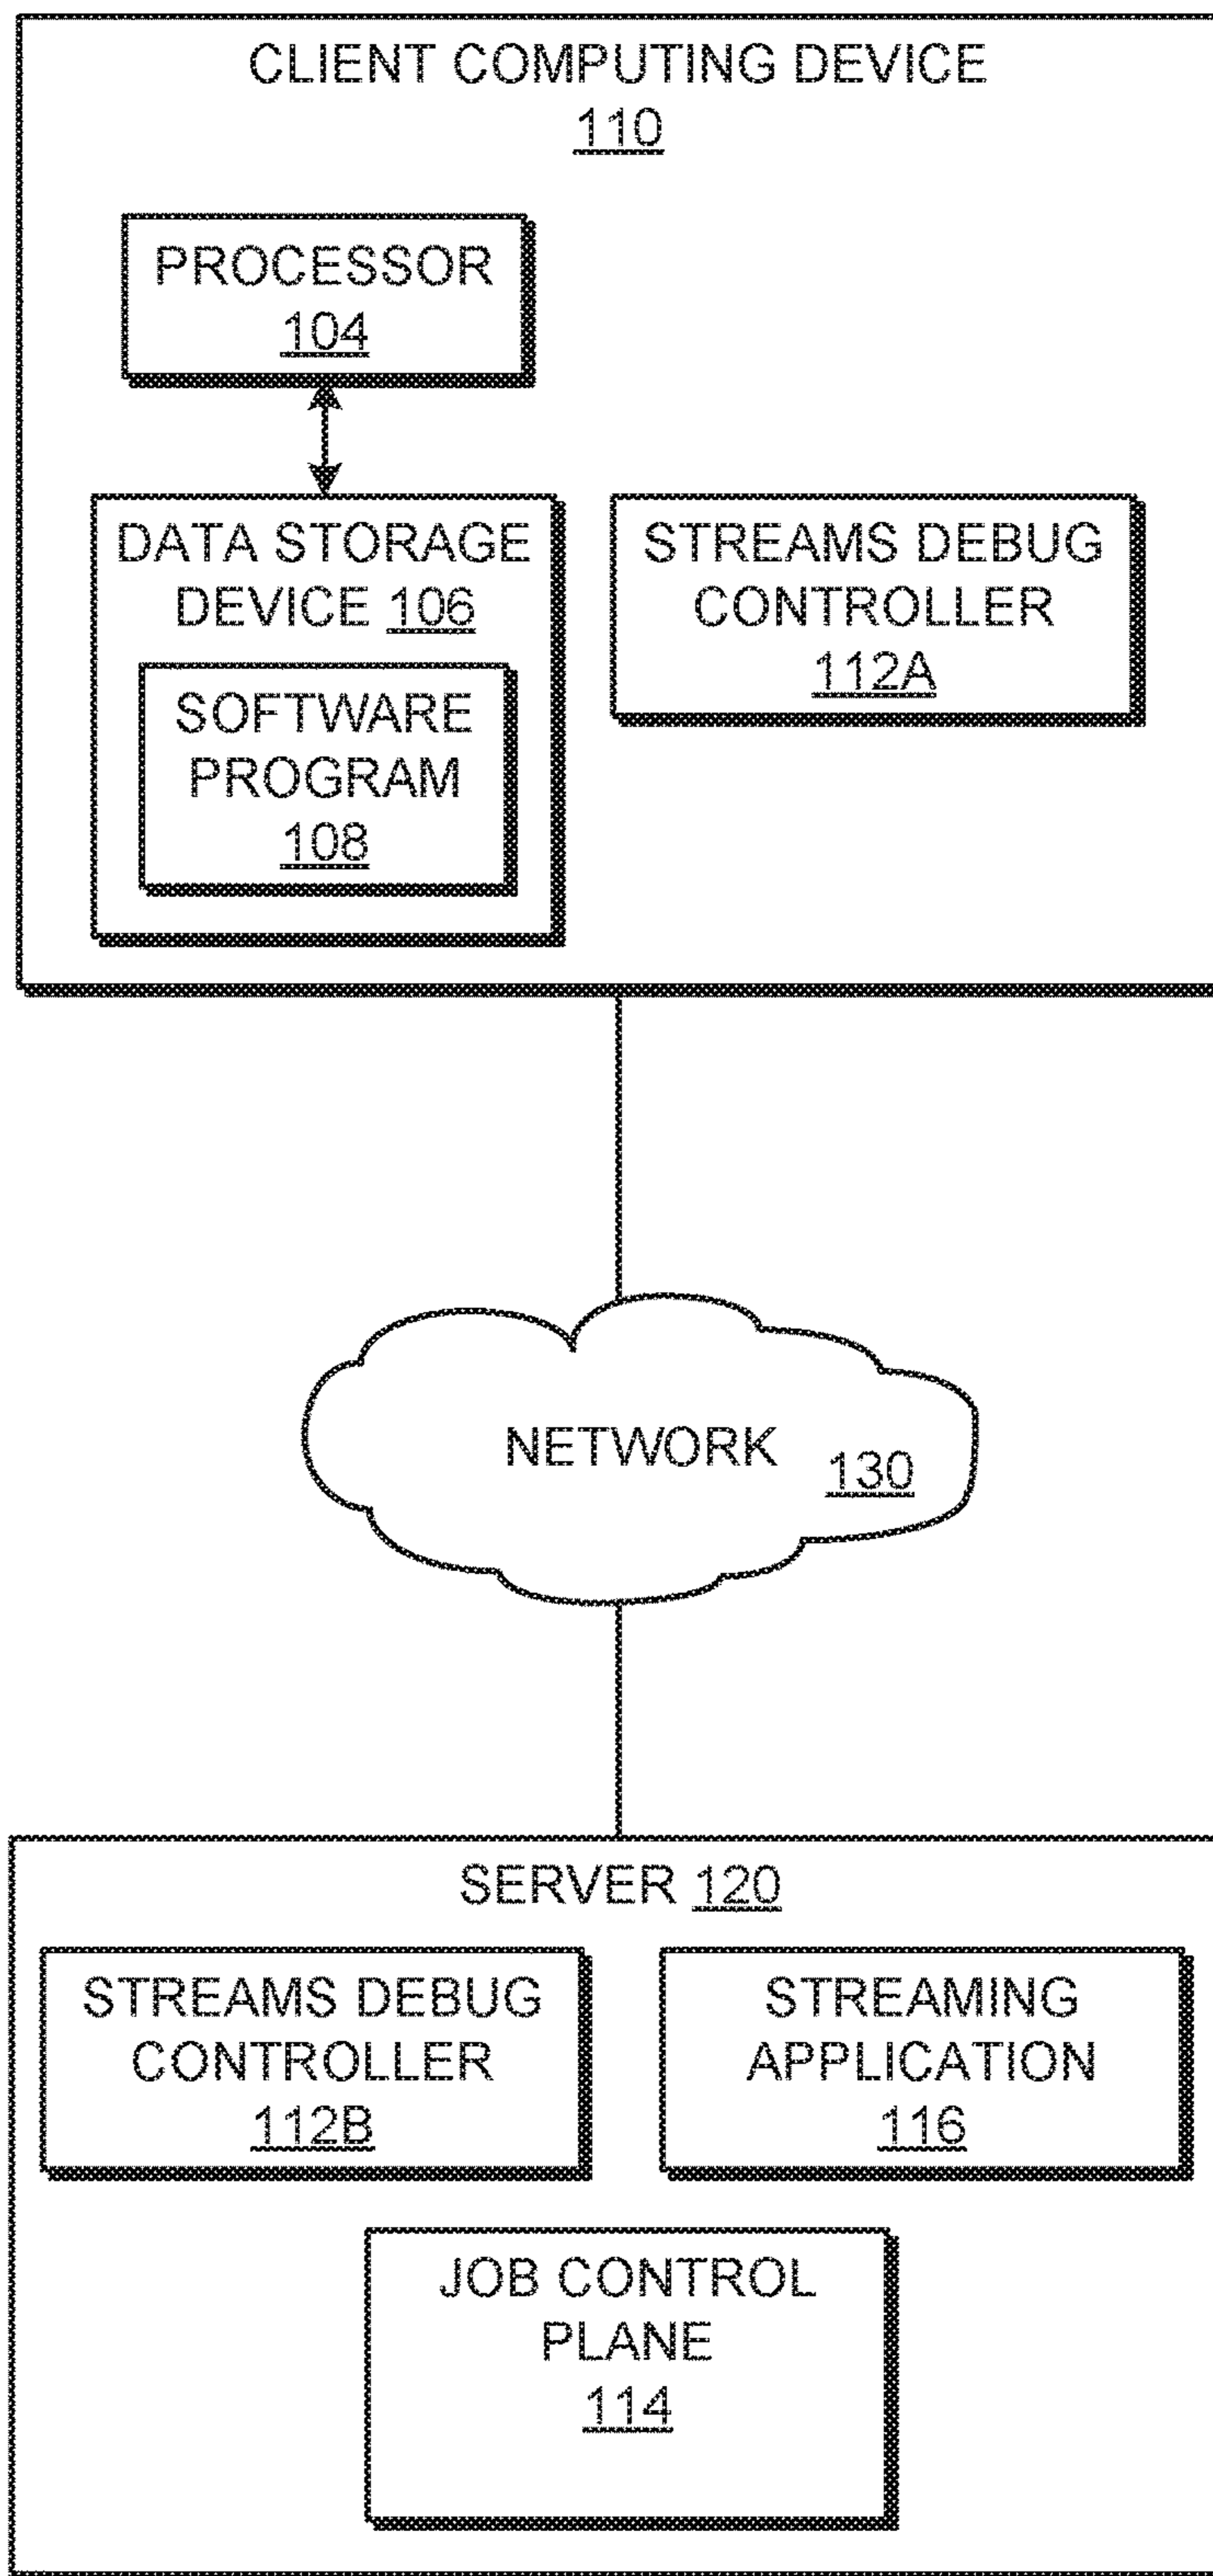 CLIENT COMPUTING DEVICE
110
PROCESSOR
104
DATA STORAGE
DEVICE 106
SOFTWARE
PROGRAM
108
STREAMS DEBUG
CONTROLLER
112A
NETWORK 130
SERVER 120
STREAMS DEBUG
CONTROLLER
112B
STREAMING
APPLICATION
116
JOB CONTROL
PLANE
114